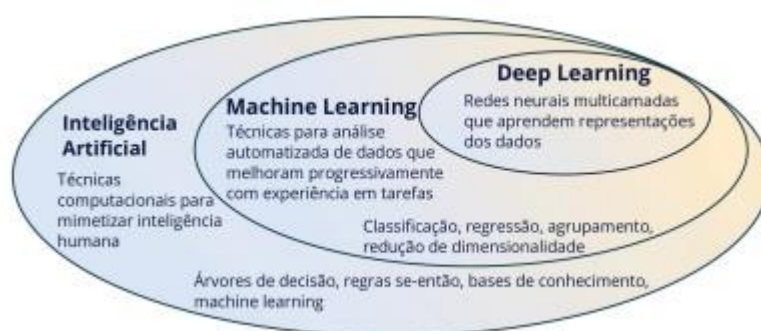 Inteligência
Artificial
Técnicas
computacionais para
mimetizar inteligência
humana
Machine Learning
Técnicas para análise
automatizada de dados que
melhoram progressivamente
com experiência em tarefas
Deep Learning
Redes neurais multicamadas
que aprendem representações
dos dados
Classificação, regressão, agrupamento,
redução de dimensionalidade
Árvores de decisão, regras se-então, bases de conhecimento,
machine learning